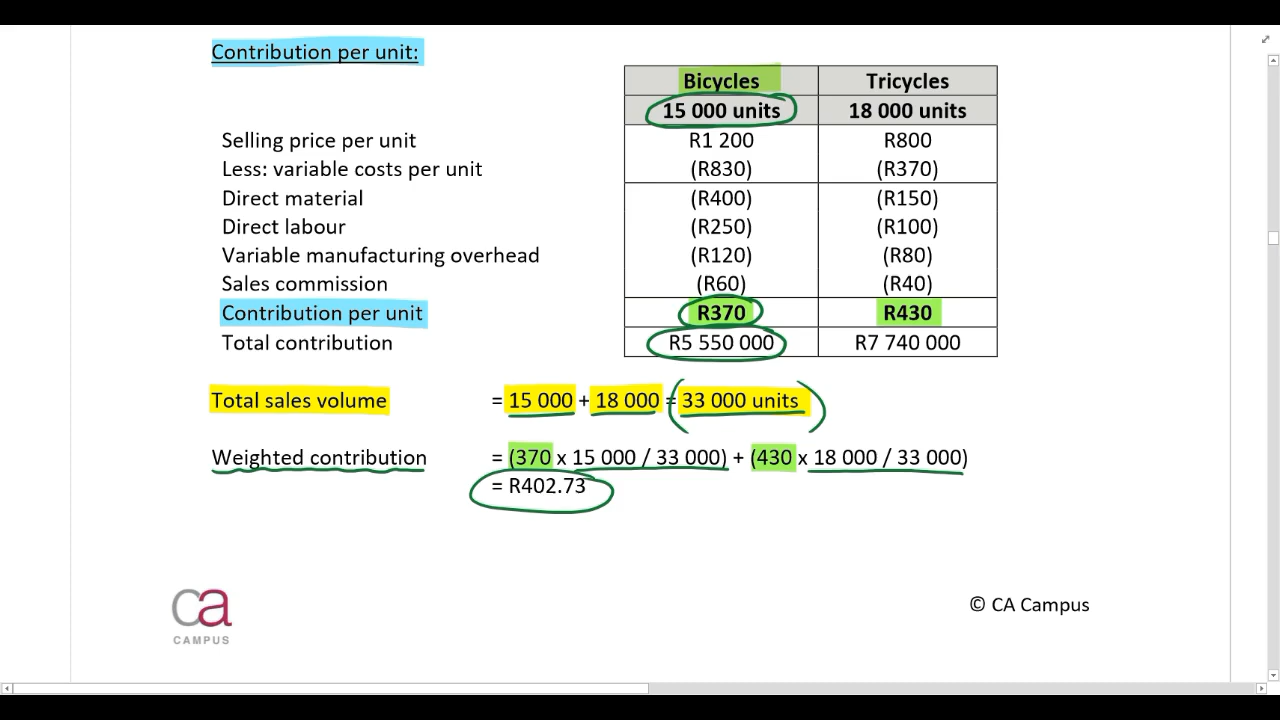 Contribution per unit:
Bicycles Tricycles
15 000 units 18 000 units
Selling price per unit R1 200 R800
Less: variable costs per unit (R830) (R370)
Direct material (R400) (R150)
Direct labour (R250) (R100)
Variable manufacturing overhead (R120) (R80)
Sales commission (R60) (R40)
Contribution per unit R370 R430
Total contribution R5 550 000 R7 740 000
Total sales volume = 15 000 + 18 000 = 33 000 units
Weighted contribution = (370 x 15 000 / 33 000) + (430 x 18 000 / 33 000)
= R402.73
ca
CAMPUS
© CA Campus